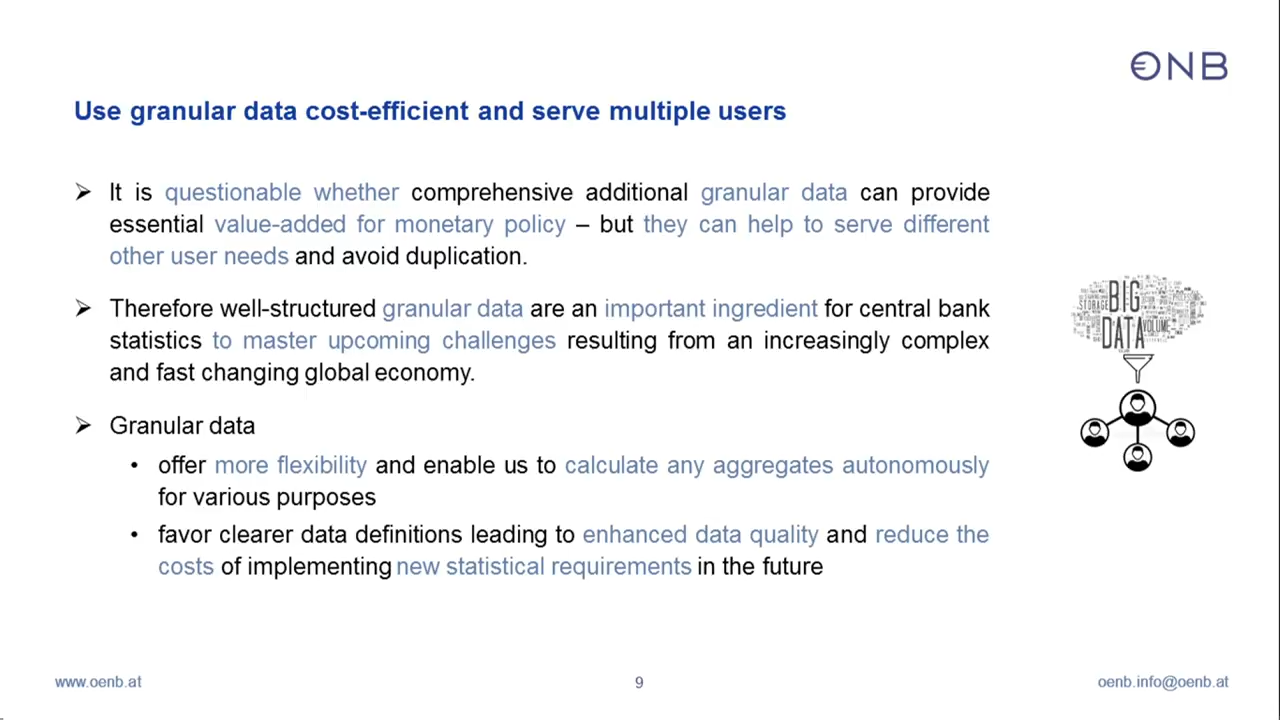 ONB
Use granular data cost-efficient and serve multiple users
➢ It is questionable whether comprehensive additional granular data can provide
essential value-added for monetary policy – but they can help to serve different
other user needs and avoid duplication.
➢ Therefore well-structured granular data are an important ingredient for central bank
statistics to master upcoming challenges resulting from an increasingly complex
and fast changing global economy.
➢ Granular data
• offer more flexibility and enable us to calculate any aggregates autonomously
for various purposes
• favor clearer data definitions leading to enhanced data quality and reduce the
costs of implementing new statistical requirements in the future
STORAGE
BIG
DATA
VOLUME
www.oenb.at
9
oenb.info@oenb.at